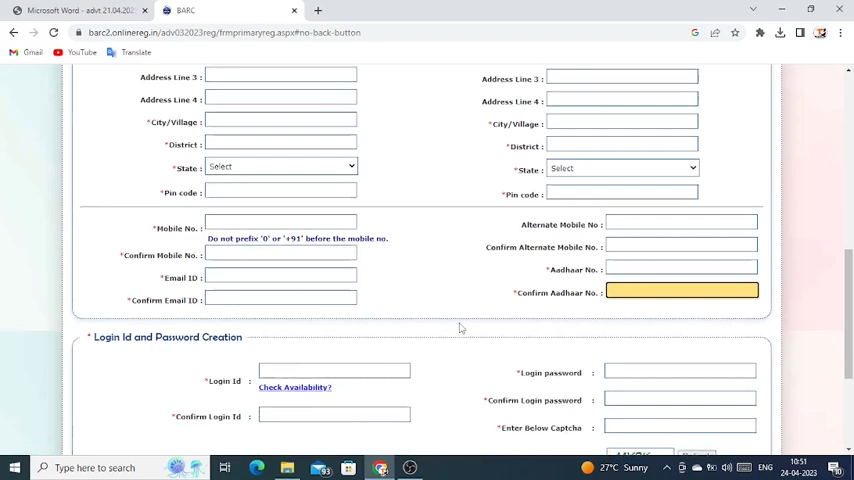 Microsoft Word - advt 21.04.202
BARC
barc2.onlinereg.in/adv032023reg/frmprimaryreg.aspx#no-back-button
Gmail
YouTube
Translate
Address Line 3 :
Address Line 3 :
Address Line 4 :
Address Line 4 :
*City/Village :
*City/Village :
*District :
*District :
*State : Select
*State : Select
*Pin code :
*Pin code :
*Mobile No. :
Alternate Mobile No :
Do not prefix '0' or '+91' before the mobile no.
Confirm Alternate Mobile No. :
*Confirm Mobile No. :
*Aadhaar No. :
*Email ID :
*Confirm Aadhaar No. :
*Confirm Email ID :
* Login Id and Password Creation
*Login Id :
*Login password :
Check Availability?
*Confirm Login password :
*Confirm Login Id :
*Enter Below Captcha :
Type here to search
93
27°C Sunny
ENG
10:51
24-04-2023
10